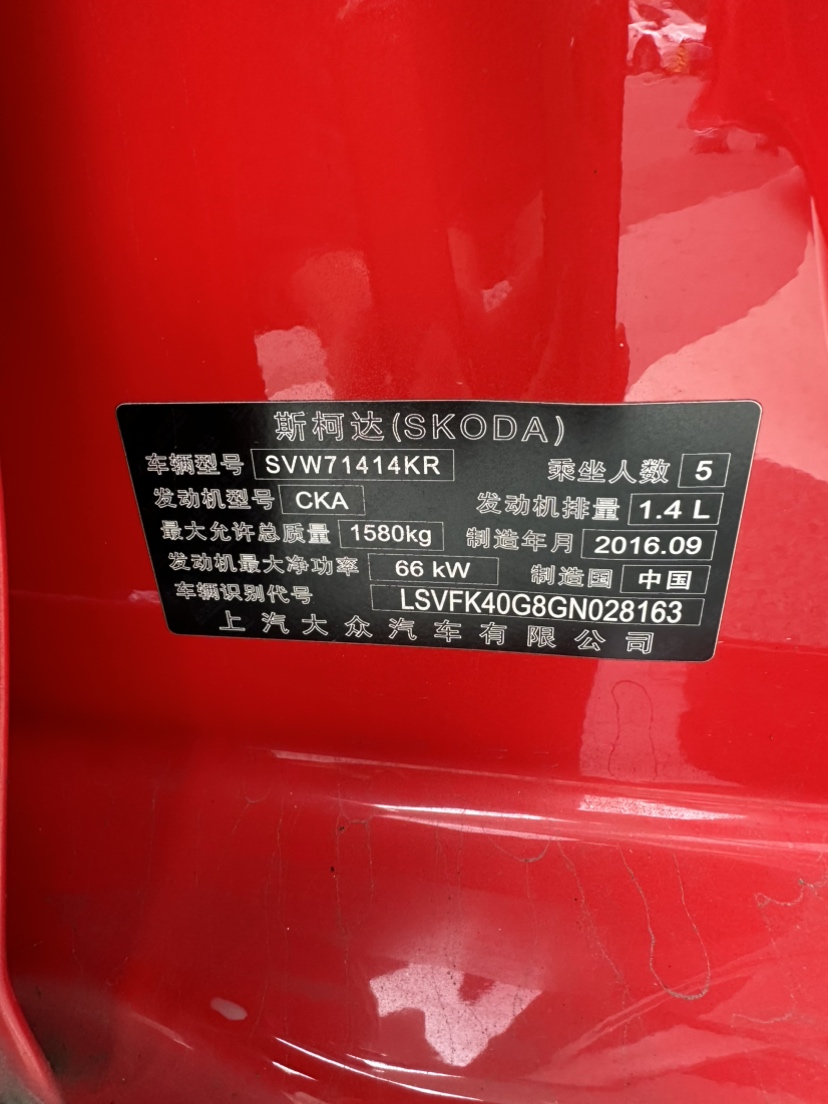 斯柯达(SKODA)
车辆型号 SVW71414KR 乘坐人数 5
发动机型号 CKA 发动机排量 1.4 L
最大允许总质量 1580kg 制造年月 2016.09
发动机最大净功率 66 kW 制造国 中国
车辆识别代号 LSVFK40G8GN028163
上汽大众汽车有限公司